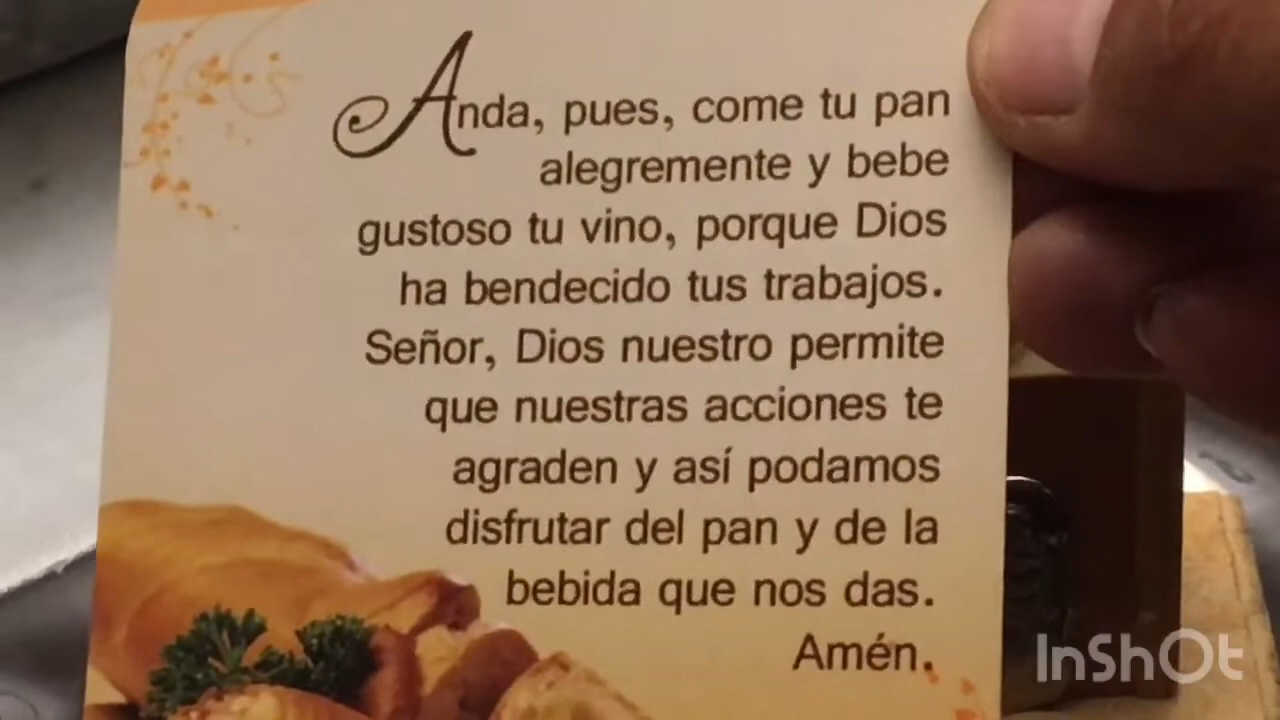 Anda, pues, come tu pan
alegremente y bebe
gustoso tu vino, porque Dios
ha bendecido tus trabajos.
Señor, Dios nuestro permite
que nuestras acciones te
agraden y así podamos
disfrutar del pan y de la
bebida que nos das.
Amén.
InShOt